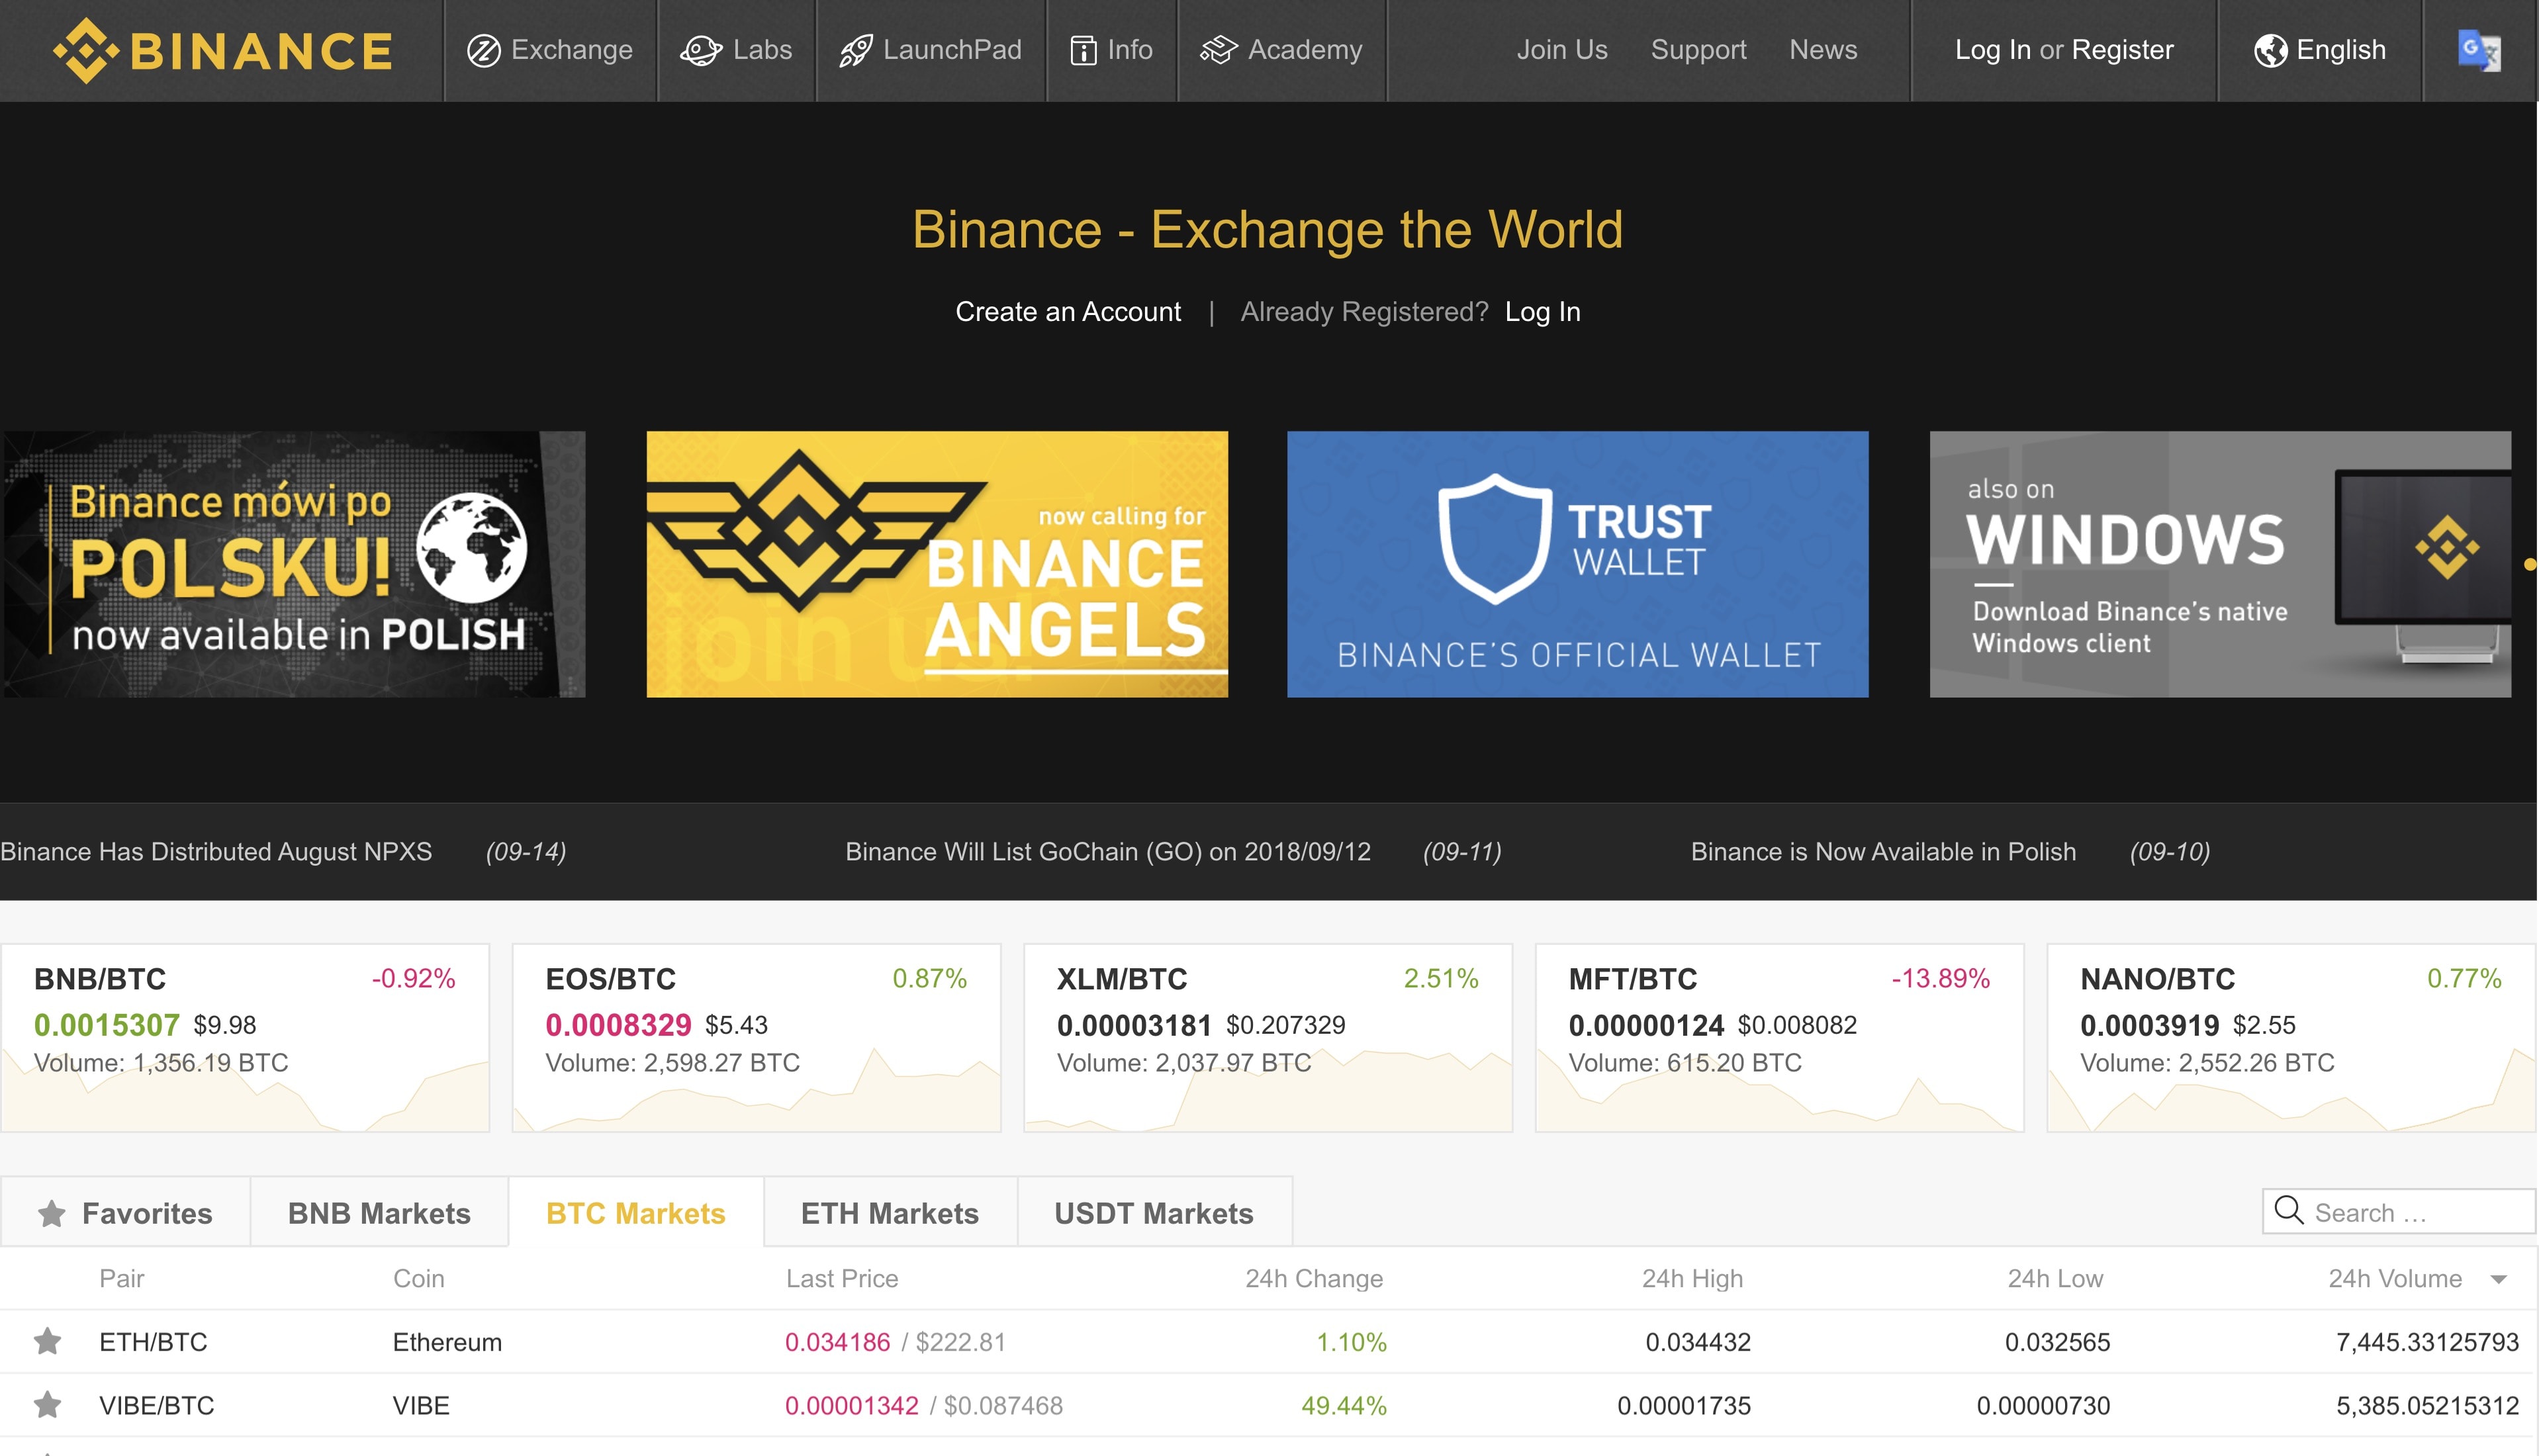 BINANCE
Exchange
Labs
LaunchPad
Info
Academy
Join Us
Support
News
Log In or Register
English
Binance - Exchange the World
Create an Account | Already Registered? Log In
Binance mówi po
POLSKU!
now available in POLISH
join us!
now calling for
BINANCE
ANGELS
TRUST
WALLET
BINANCE'S OFFICIAL WALLET
also on
WINDOWS
Download Binance's native
Windows client
Binance Has Distributed August NPXS (09-14)
Binance Will List GoChain (GO) on 2018/09/12 (09-11)
Binance is Now Available in Polish (09-10)
BNB/BTC -0.92%
0.0015307 $9.98
Volume: 1,356.19 BTC
EOS/BTC 0.87%
0.0008329 $5.43
Volume: 2,598.27 BTC
XLM/BTC 2.51%
0.00003181 $0.207329
Volume: 2,037.97 BTC
MFT/BTC -13.89%
0.00000124 $0.008082
Volume: 615.20 BTC
NANO/BTC 0.77%
0.0003919 $2.55
Volume: 2,552.26 BTC
Favorites BNB Markets BTC Markets ETH Markets USDT Markets Search …
Pair Coin Last Price 24h Change 24h High 24h Low 24h Volume
ETH/BTC Ethereum 0.034186 / $222.81 1.10% 0.034432 0.032565 7,445.33125793
VIBE/BTC VIBE 0.00001342 / $0.087468 49.44% 0.00001735 0.00000730 5,385.05215312